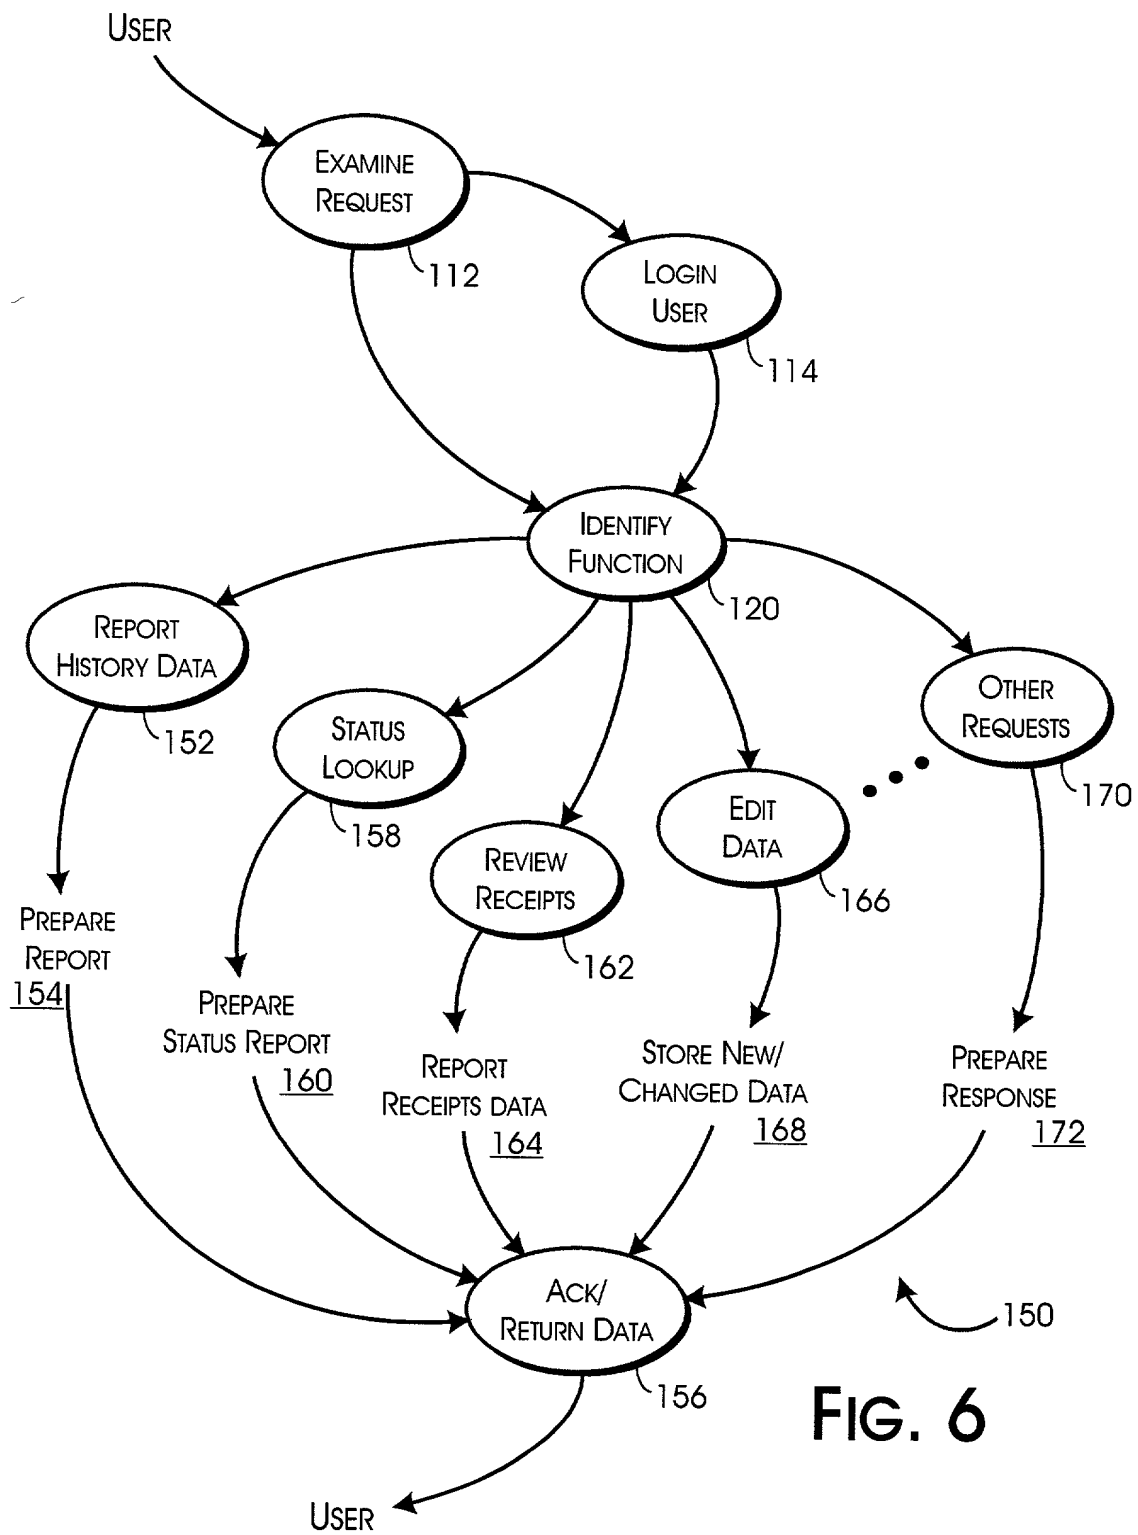 USER
EXAMINE
REQUEST
112
LOGIN
USER
114
IDENTIFY
FUNCTION
120
REPORT
HISTORY DATA
152
STATUS
LOOKUP
158
REVIEW
RECEIPTS
162
EDIT
DATA
166
OTHER
REQUESTS
170
PREPARE
REPORT
154
PREPARE
STATUS REPORT
160
REPORT
RECEIPTS DATA
164
STORE NEW/
CHANGED DATA
168
PREPARE
RESPONSE
172
ACK/
RETURN DATA
156
150
FIG. 6
USER